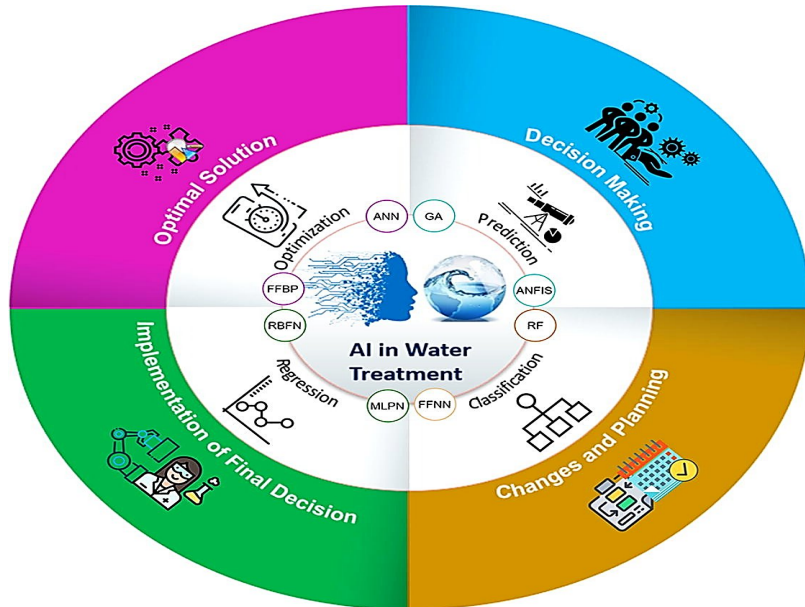 Optimal Solution
Decision Making
Optimization
ANN
GA
Prediction
FFBP
ANFIS
RBFN
RF
AI in Water
Treatment
Regression
MLPN
FFNN
Classification
Implementation of Final Decision
Changes and Planning